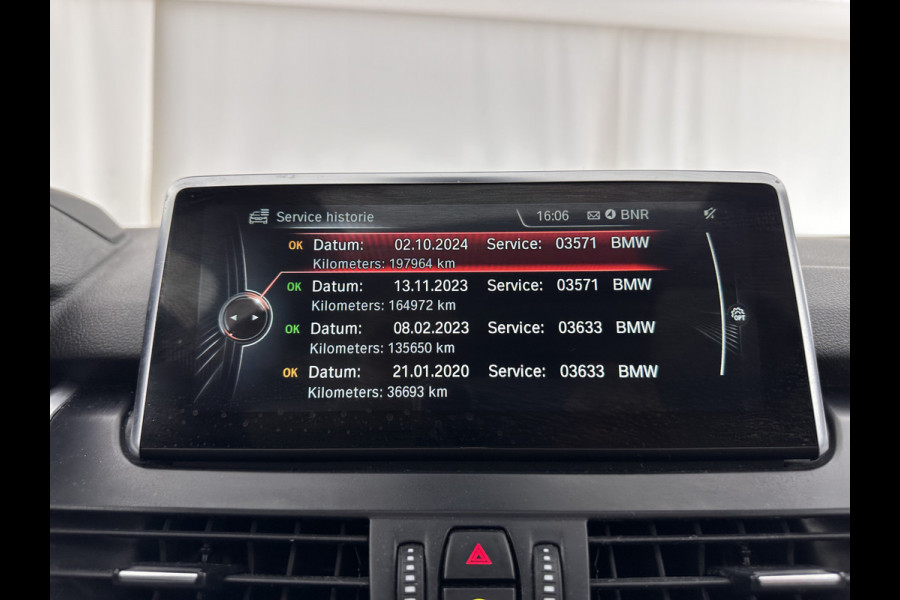 Service historie 16:06 BNR
OK Datum: 02.10.2024 Service: 03571 BMW
Kilometers: 197964 km
OK Datum: 13.11.2023 Service: 03571 BMW
Kilometers: 164972 km
OK Datum: 08.02.2023 Service: 03633 BMW
Kilometers: 135650 km
OK Datum: 21.01.2020 Service: 03633 BMW
Kilometers: 36693 km
OPT